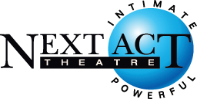 INTIMATE
NEXT ACT
THEATRE
POWERFUL